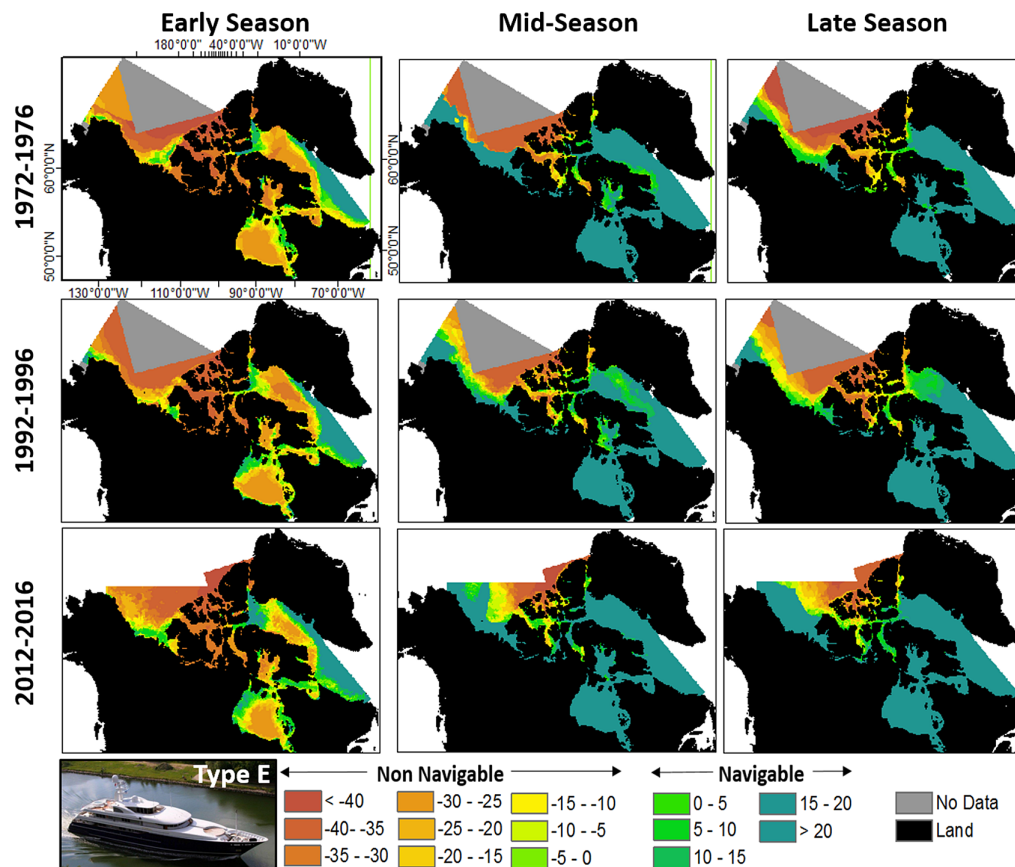 Early Season
Mid-Season
Late Season
180°0'0"
40°0'0"W
10°0'0"W
1972-1976
60°0'0"N
50°0'0"N
60°0'0"N
50°0'0"N
130°0'0"W
110°0'0"W
90°0'0"W
70°0'0"W
1992-1996
2012-2016
Type E
Non Navigable
Navigable
< -40
-40- -35
-35 - -30
-30 - -25
-25 - -20
-20 - -15
-15 - -10
-10 - -5
-5 - 0
0 - 5
5 - 10
10 - 15
15 - 20
> 20
No Data
Land